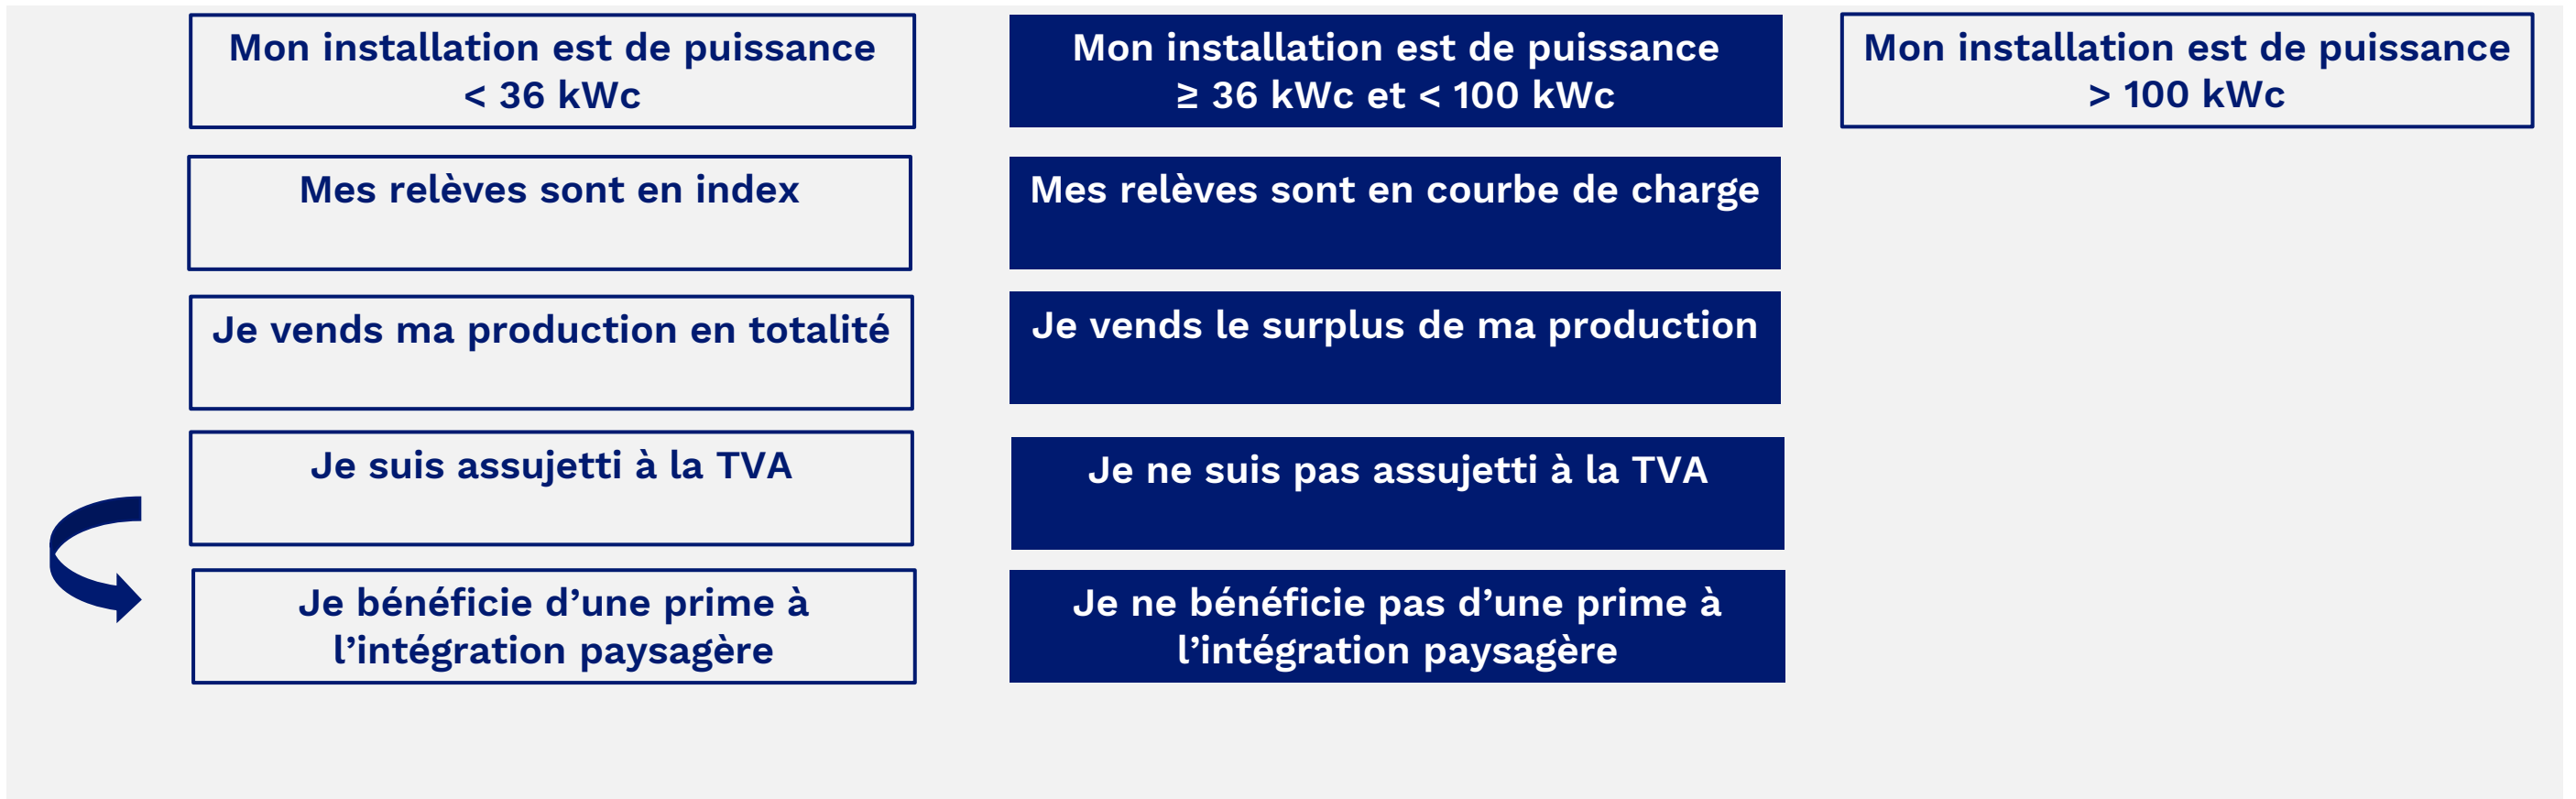 Mon installation est de puissance
< 36 kWc
Mon installation est de puissance
≥ 36 kWc et < 100 kWc
Mon installation est de puissance
> 100 kWc
Mes relèves sont en index
Mes relèves sont en courbe de charge
Je vends ma production en totalité
Je vends le surplus de ma production
Je suis assujetti à la TVA
Je ne suis pas assujetti à la TVA
Je bénéficie d’une prime à
l’intégration paysagère
Je ne bénéficie pas d’une prime à
l’intégration paysagère